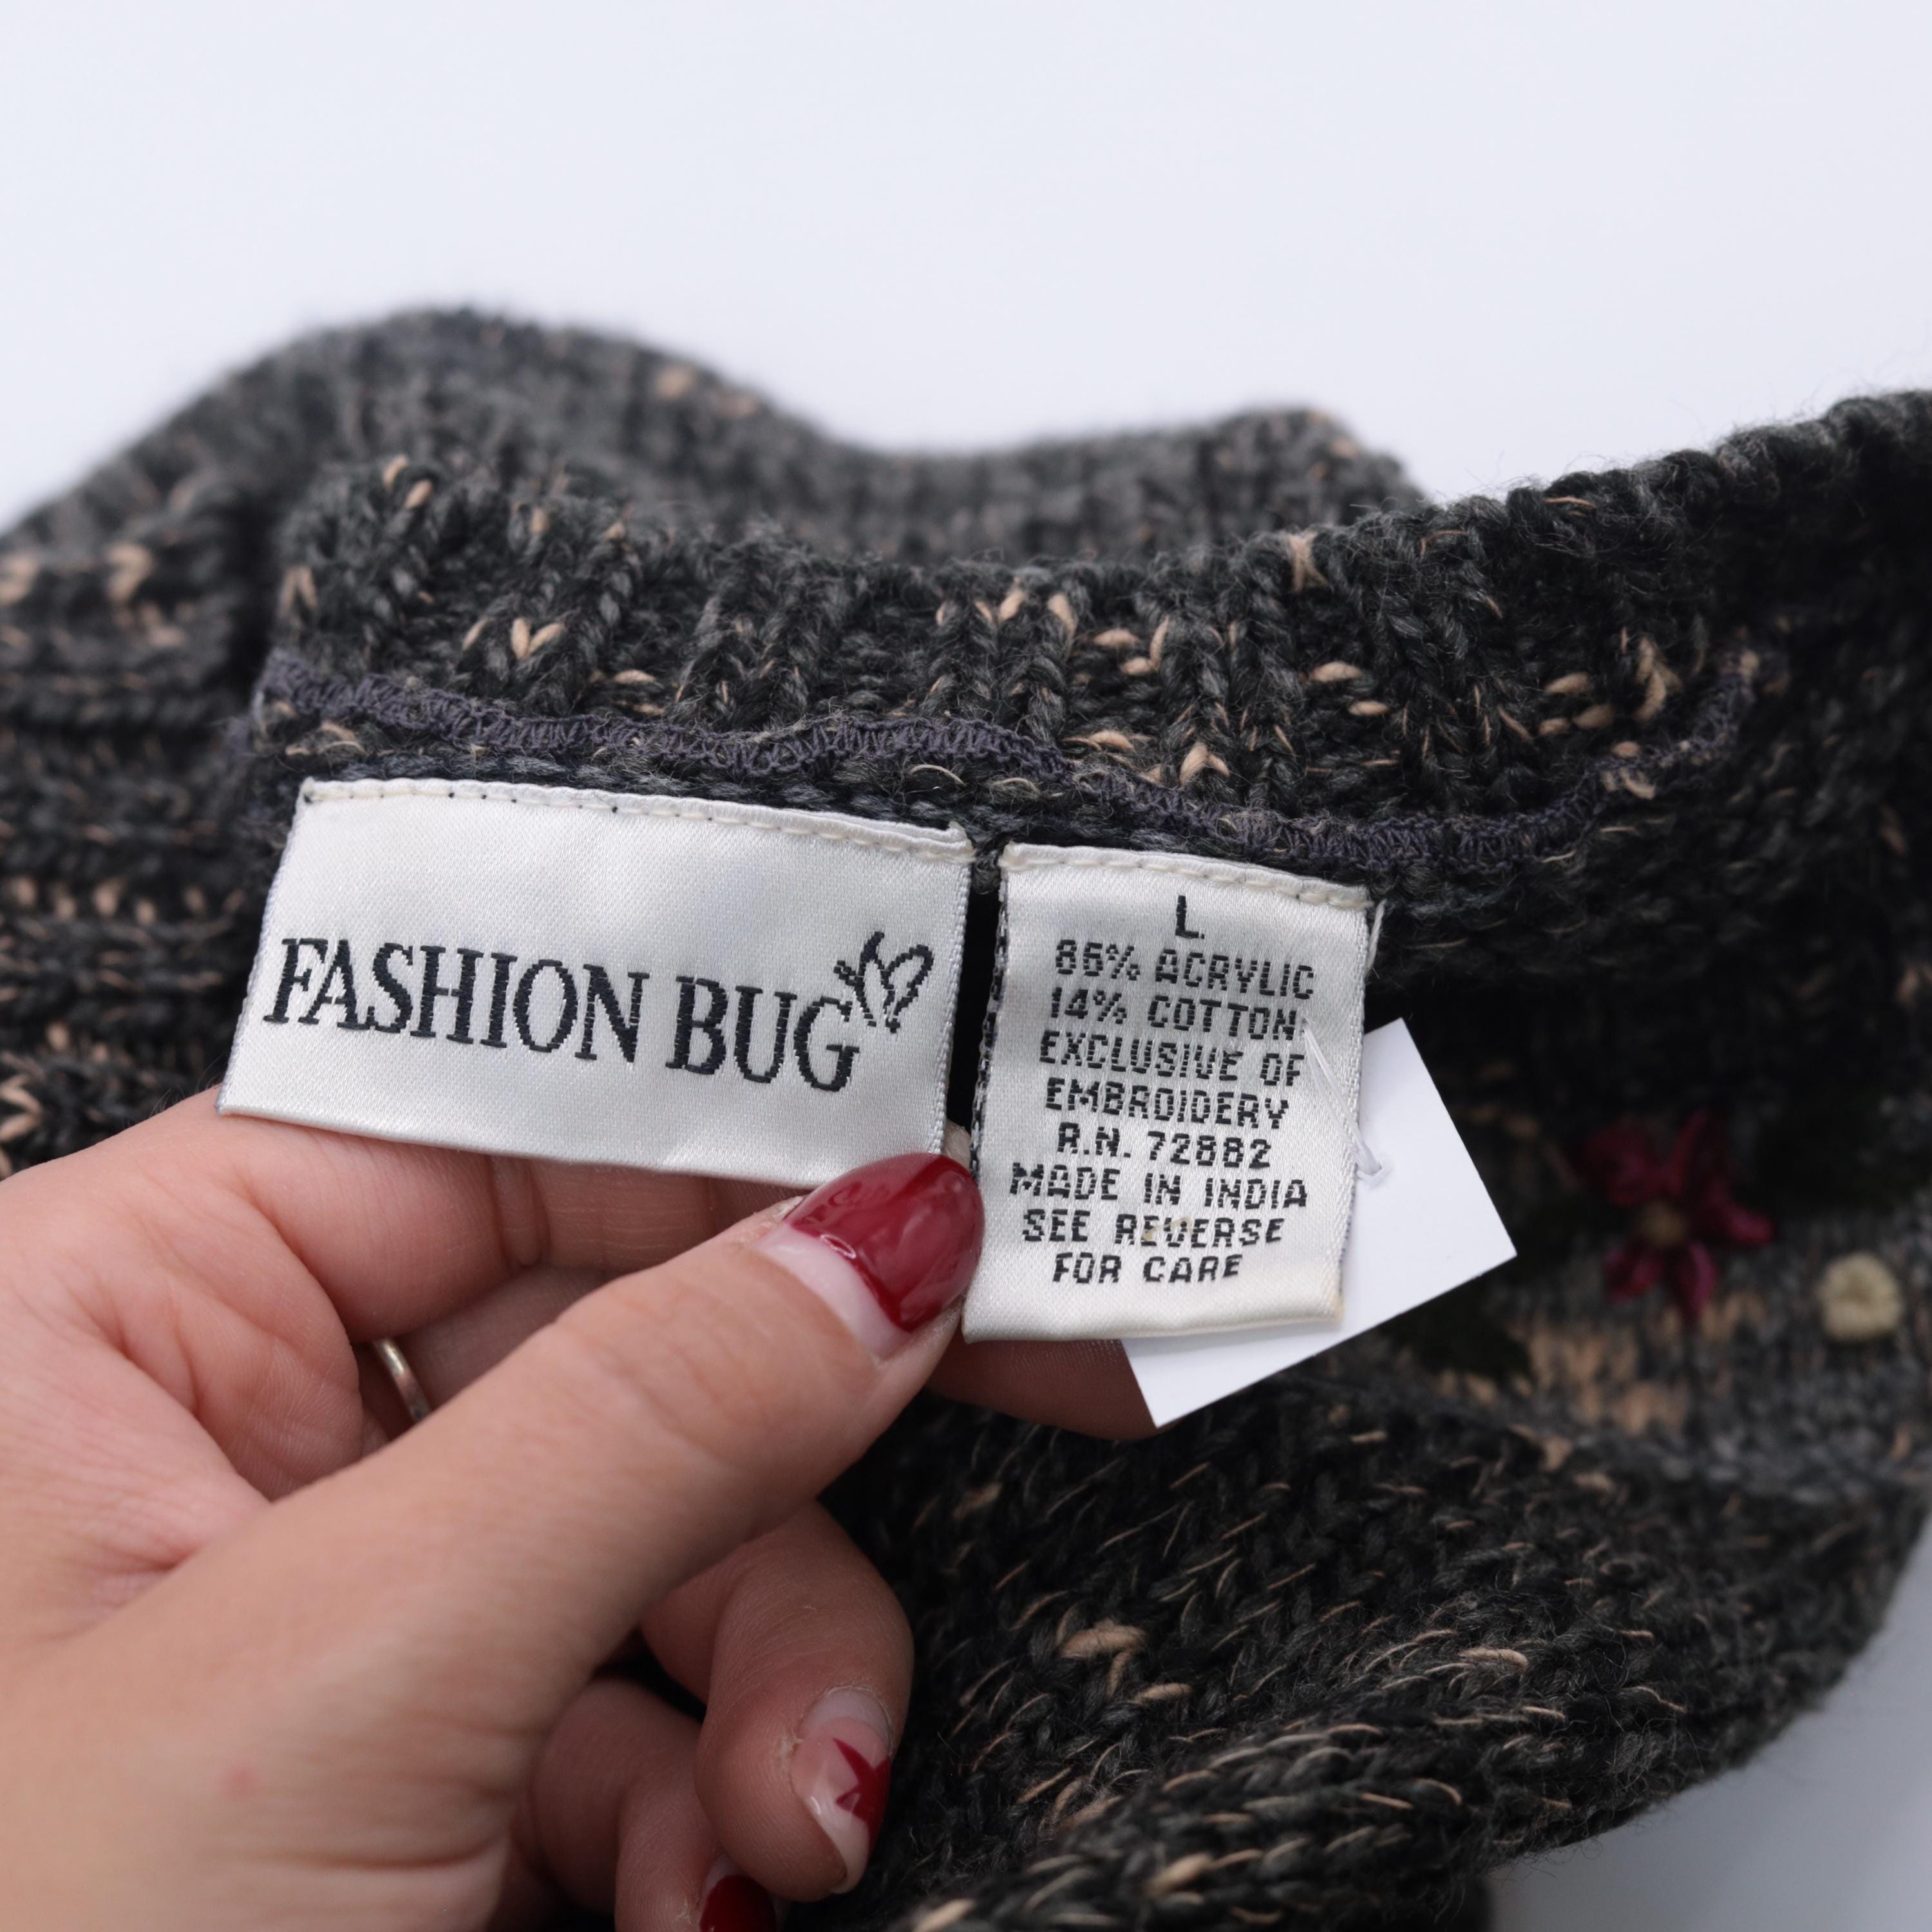 FASHION BUG
L
86% ACRYLIC
14% COTTON
EXCLUSIVE OF
EMBROIDERY
R.N. 72882
MADE IN INDIA
SEE REVERSE
FOR CARE